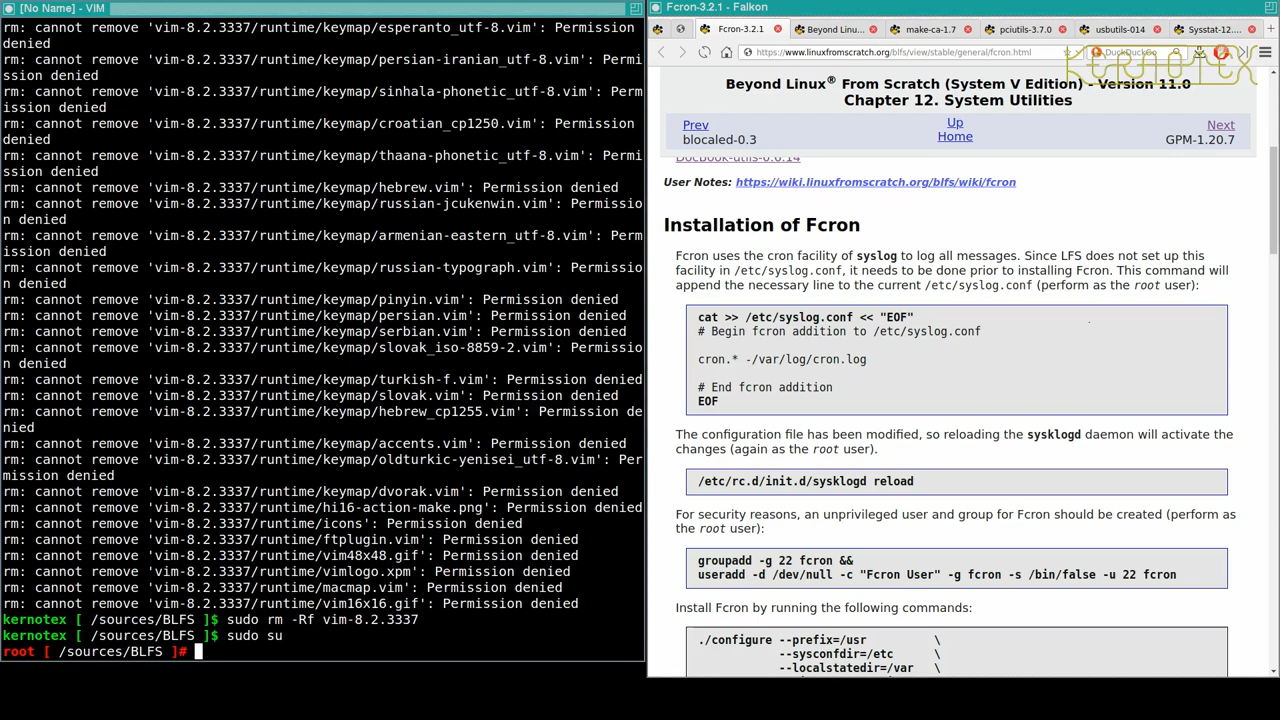 [No Name] - VIM
rm: cannot remove 'vim-8.2.3337/runtime/keymap/esperanto_utf-8.vim': Permission
denied
rm: cannot remove 'vim-8.2.3337/runtime/keymap/persian-iranian_utf-8.vim': Permi
ssion denied
rm: cannot remove 'vim-8.2.3337/runtime/keymap/sinhala-phonetic_utf-8.vim': Perm
ission denied
rm: cannot remove 'vim-8.2.3337/runtime/keymap/croatian_cp1250.vim': Permission
denied
rm: cannot remove 'vim-8.2.3337/runtime/keymap/thaana-phonetic_utf-8.vim': Permi
ssion denied
rm: cannot remove 'vim-8.2.3337/runtime/keymap/hebrew.vim': Permission denied
rm: cannot remove 'vim-8.2.3337/runtime/keymap/russian-jcukenwin.vim': Permissio
n denied
rm: cannot remove 'vim-8.2.3337/runtime/keymap/armenian-eastern_utf-8.vim': Perm
ission denied
rm: cannot remove 'vim-8.2.3337/runtime/keymap/russian-typograph.vim': Permissio
n denied
rm: cannot remove 'vim-8.2.3337/runtime/keymap/pinyin.vim': Permission denied
rm: cannot remove 'vim-8.2.3337/runtime/keymap/persian.vim': Permission denied
rm: cannot remove 'vim-8.2.3337/runtime/keymap/serbian.vim': Permission denied
rm: cannot remove 'vim-8.2.3337/runtime/keymap/slovak_iso-8859-2.vim': Permissio
n denied
rm: cannot remove 'vim-8.2.3337/runtime/keymap/turkish-f.vim': Permission denied
rm: cannot remove 'vim-8.2.3337/runtime/keymap/slovak.vim': Permission denied
rm: cannot remove 'vim-8.2.3337/runtime/keymap/hebrew_cp1255.vim': Permission de
nied
rm: cannot remove 'vim-8.2.3337/runtime/keymap/accents.vim': Permission denied
rm: cannot remove 'vim-8.2.3337/runtime/keymap/oldturkic-yenisei_utf-8.vim': Per
mission denied
rm: cannot remove 'vim-8.2.3337/runtime/keymap/dvorak.vim': Permission denied
rm: cannot remove 'vim-8.2.3337/runtime/hi16-action-make.png': Permission denied
rm: cannot remove 'vim-8.2.3337/runtime/icons': Permission denied
rm: cannot remove 'vim-8.2.3337/runtime/ftplugin.vim': Permission denied
rm: cannot remove 'vim-8.2.3337/runtime/vim48x48.gif': Permission denied
rm: cannot remove 'vim-8.2.3337/runtime/vimlogo.xpm': Permission denied
rm: cannot remove 'vim-8.2.3337/runtime/macmap.vim': Permission denied
rm: cannot remove 'vim-8.2.3337/runtime/vim16x16.gif': Permission denied
kernotex [ /sources/BLFS ]$ sudo rm -Rf vim-8.2.3337
kernotex [ /sources/BLFS ]$ sudo su
root [ /sources/BLFS ]#
Fcron-3.2.1 - Falkon
Fcron-3.2.1 Beyond Linu... make-ca-1.7 pciutils-3.7.0 usbutils-014 Sysstat-12....
https://www.linuxfromscratch.org/blfs/view/stable/general/fcron.html DuckDuckGo
KERNOTEX
Beyond Linux® From Scratch (System V Edition) - Version 11.0
Chapter 12. System Utilities
Prev Up Next
blocaled-0.3 Home GPM-1.20.7
DocBook-utils-0.6.14
User Notes: https://wiki.linuxfromscratch.org/blfs/wiki/fcron
Installation of Fcron
Fcron uses the cron facility of syslog to log all messages. Since LFS does not set up this
facility in /etc/syslog.conf, it needs to be done prior to installing Fcron. This command will
append the necessary line to the current /etc/syslog.conf (perform as the root user):
cat >> /etc/syslog.conf << "EOF"
# Begin fcron addition to /etc/syslog.conf
cron.* -/var/log/cron.log
# End fcron addition
EOF
The configuration file has been modified, so reloading the sysklogd daemon will activate the
changes (again as the root user).
/etc/rc.d/init.d/sysklogd reload
For security reasons, an unprivileged user and group for Fcron should be created (perform as
the root user):
groupadd -g 22 fcron &&
useradd -d /dev/null -c "Fcron User" -g fcron -s /bin/false -u 22 fcron
Install Fcron by running the following commands:
./configure --prefix=/usr \
--sysconfdir=/etc \
--localstatedir=/var \